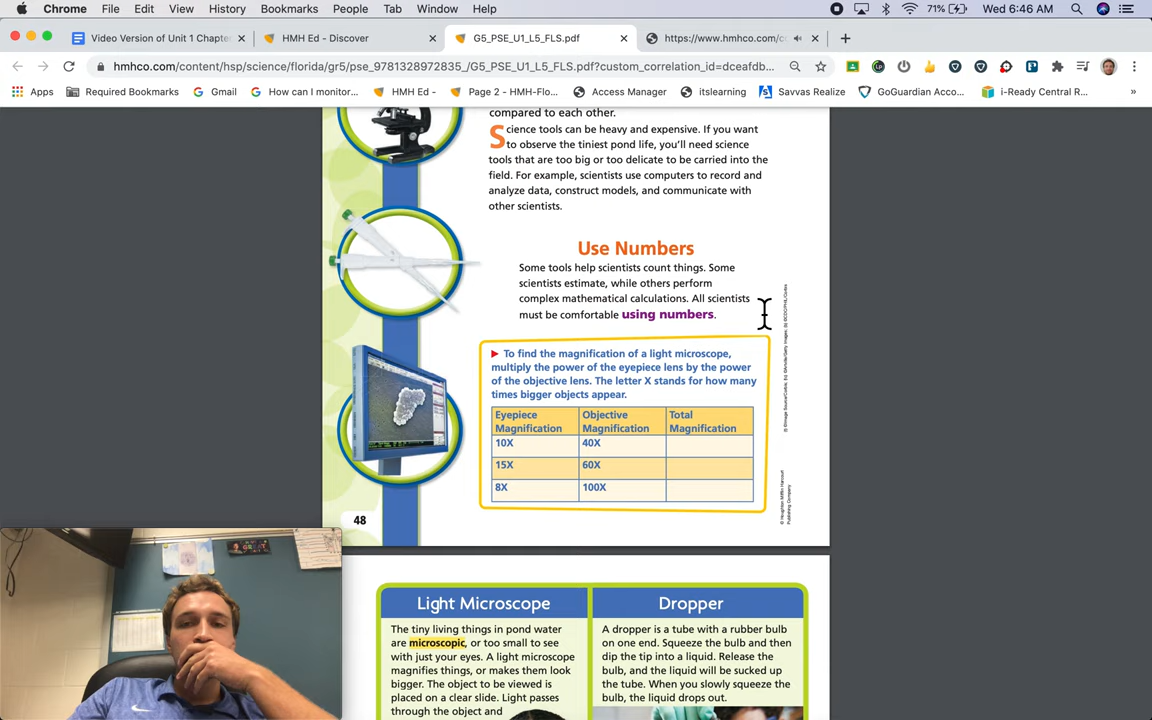 Chrome File Edit View History Bookmarks People Tab Window Help 71% Wed 6:46 AM
Video Version of Unit 1 Chapte HMH Ed - Discover G5_PSE_U1_L5_FLS.pdf https://www.hmhco.com/c
hmhco.com/content/hsp/science/florida/gr5/pse_9781328972835_/G5_PSE_U1_L5_FLS.pdf?custom_correlation_id=dceafdb...
Apps Required Bookmarks Gmail How can I monitor... HMH Ed - Page 2 - HMH-Flo... Access Manager itslearning Savvas Realize GoGuardian Acco... i-Ready Central R... »
compared to each other.
Science tools can be heavy and expensive. If you want
to observe the tiniest pond life, you'll need science
tools that are too big or too delicate to be carried into the
field. For example, scientists use computers to record and
analyze data, construct models, and communicate with
other scientists.
Use Numbers
Some tools help scientists count things. Some
scientists estimate, while others perform
complex mathematical calculations. All scientists
must be comfortable using numbers.
To find the magnification of a light microscope,
multiply the power of the eyepiece lens by the power
of the objective lens. The letter X stands for how many
times bigger objects appear.
Eyepiece Magnification Objective Magnification Total Magnification
10X 40X
15X 60X
8X 100X
© Houghton Mifflin Harcourt
Publishing Company
48
Light Microscope
The tiny living things in pond water
are microscopic, or too small to see
with just your eyes. A light microscope
magnifies things, or makes them look
bigger. The object to be viewed is
placed on a clear slide. Light passes
through the object and
Dropper
A dropper is a tube with a rubber bulb
on one end. Squeeze the bulb and then
dip the tip into a liquid. Release the
bulb, and the liquid will be sucked up
the tube. When you slowly squeeze the
bulb, the liquid drops out.